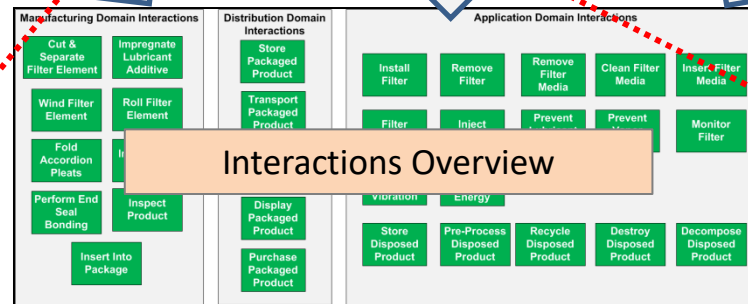 Manufacturing Domain Interactions
Cut &
Separate
Filter Element
Impregnate
Lubricant
Additive
Wind Filter
Element
Roll Filter
Element
Fold
Accordion
Pleats
Perform End
Seal
Bonding
Inspect
Product
Insert Into
Package
Distribution Domain
Interactions
Store
Packaged
Product
Transport
Packaged
Product
Display
Packaged
Product
Purchase
Packaged
Product
Application Domain Interactions
Install
Filter
Remove
Filter
Remove
Filter
Media
Clean Filter
Media
Insert Filter
Media
Filter
Inject
Prevent
Prevent
Monitor
Filter
Interactions Overview
Vibration
Energy
Store
Disposed
Product
Pre-Process
Disposed
Product
Recycle
Disposed
Product
Destroy
Disposed
Product
Decompose
Disposed
Product